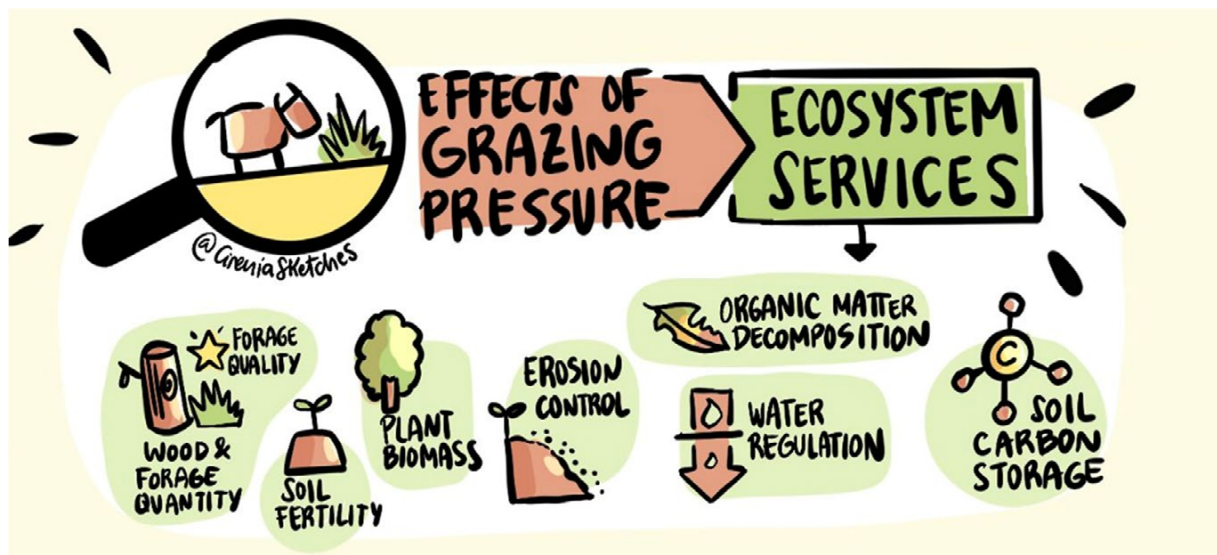 EFFECTS OF
GRAZING
PRESSURE
ECOSYSTEM
SERVICES
@CireniaSketches
FORAGE
QUALITY
WOOD &
FORAGE
QUANTITY
SOIL
FERTILITY
PLANT
BIOMASS
EROSION
CONTROL
ORGANIC MATTER
DECOMPOSITION
WATER
REGULATION
C
SOIL
CARBON
STORAGE